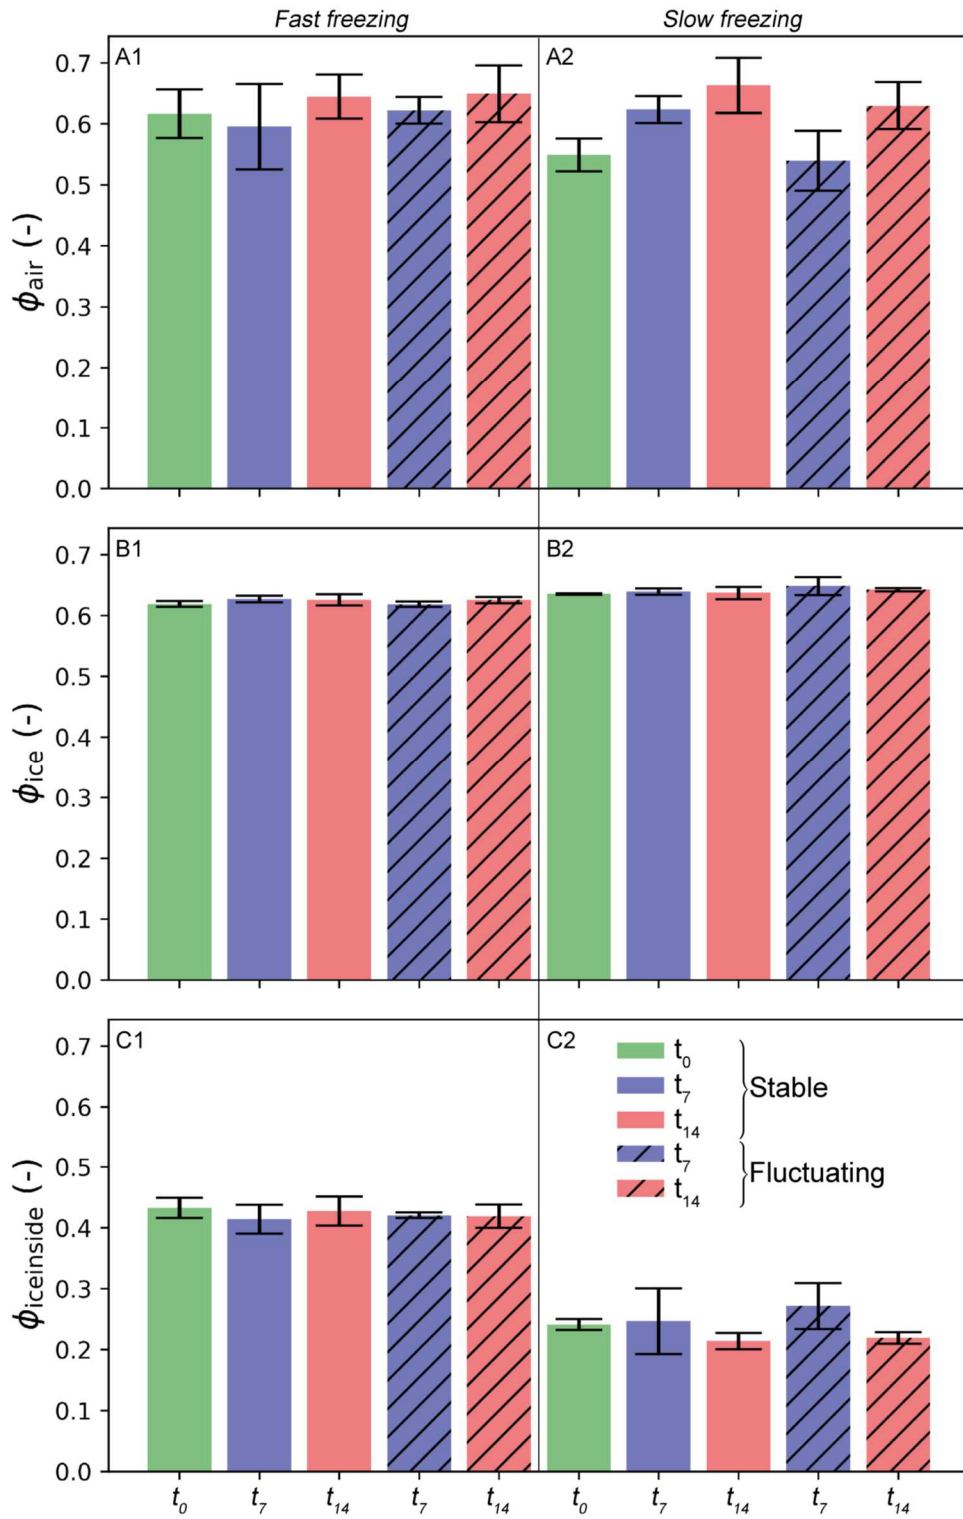 Fast freezing Slow freezing
A1 A2
0.7
0.6
0.5
0.4
0.3
0.2
0.1
0.0
ϕair (-)
B1 B2
0.7
0.6
0.5
0.4
0.3
0.2
0.1
0.0
ϕice (-)
C1 C2
0.7
0.6
0.5
0.4
0.3
0.2
0.1
0.0
ϕiceinside (-)
t0
t7
t14
Stable
t7
t14
Fluctuating
t0 t7 t14 t7 t14 t0 t7 t14 t7 t14